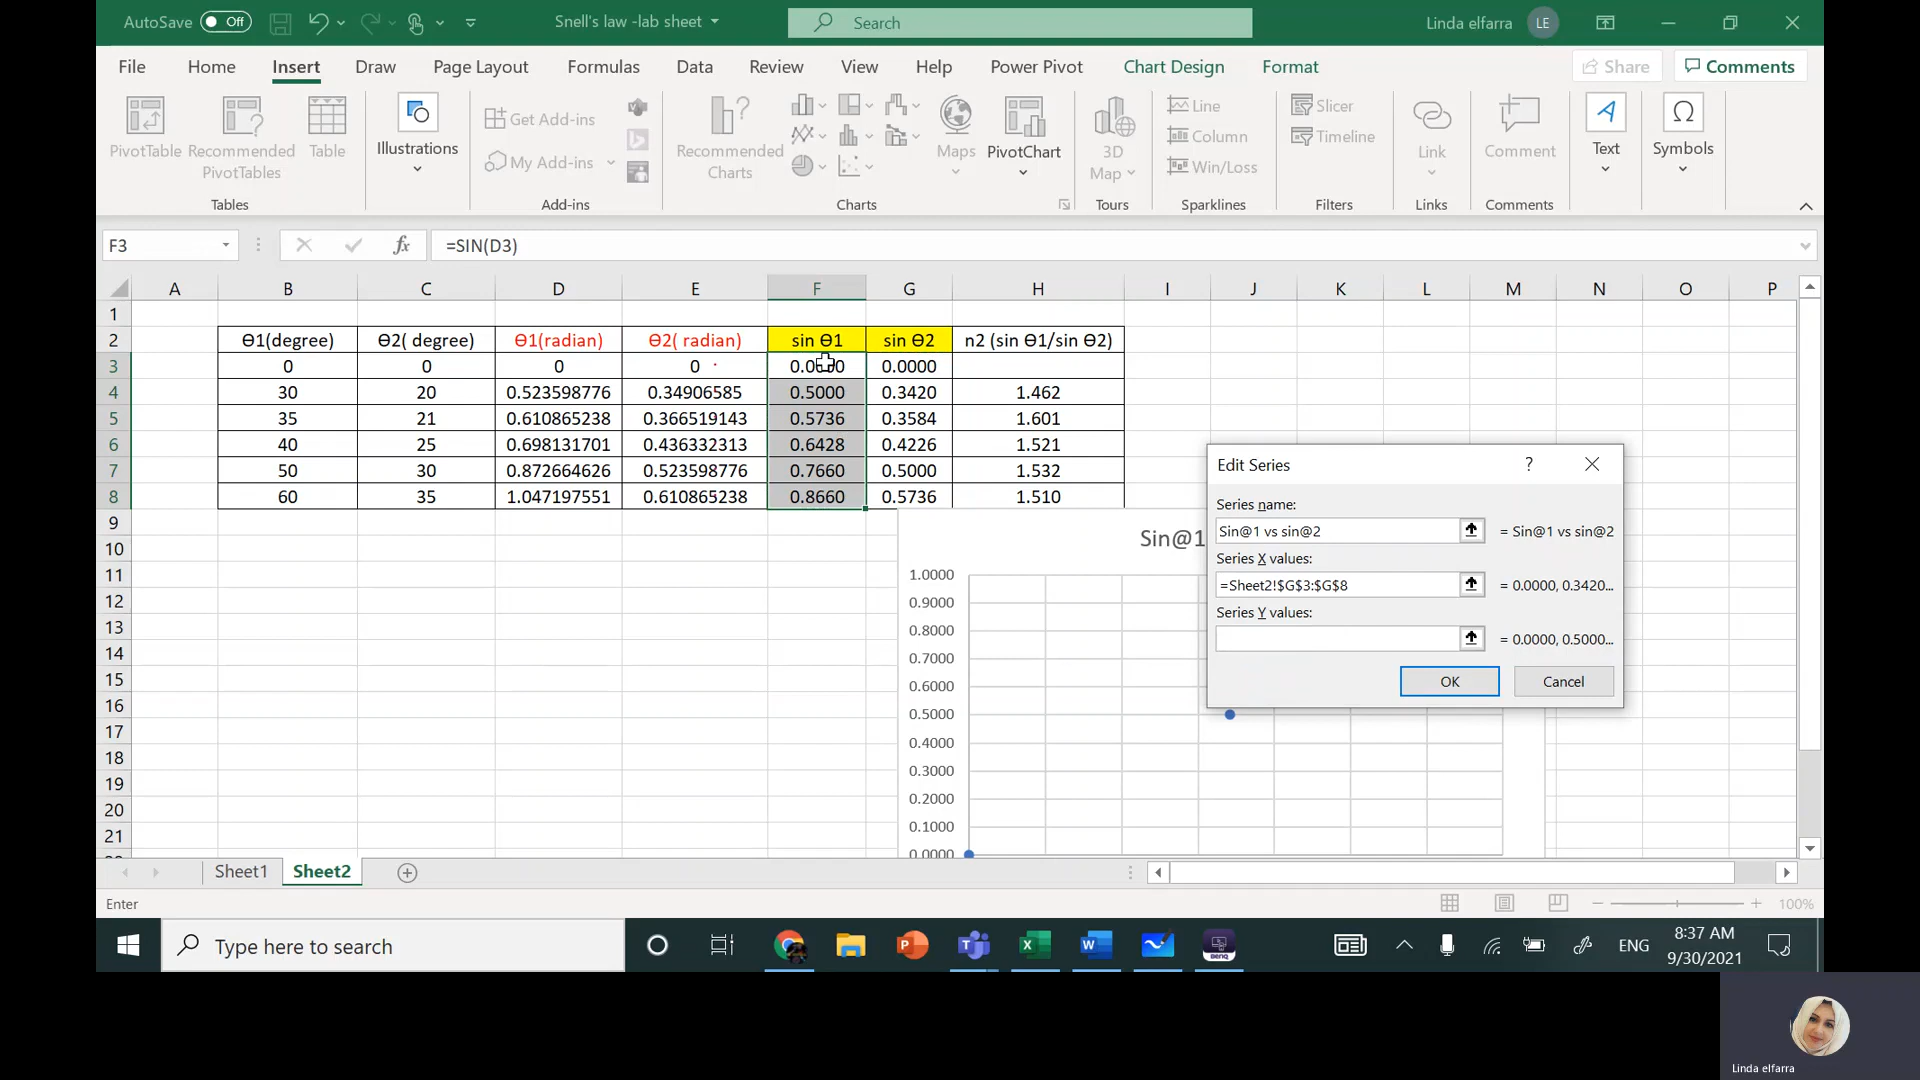 AutoSave Off Snell's law -lab sheet Search Linda elfarra LE
File Home Insert Draw Page Layout Formulas Data Review View Help Power Pivot Chart Design Format Share Comments
PivotTable Recommended PivotTables Table
Illustrations
Get Add-ins
My Add-ins
Recommended Charts
Maps PivotChart
3D Map
Line
Column
Win/Loss
Slicer
Timeline
Link
Comment
Text
Symbols
Tables Add-ins Charts Tours Sparklines Filters Links Comments
F3 fx =SIN(D3)
A B C D E F G H I J K L M N O P
1
2 Ɵ1(degree) Ɵ2( degree) Ɵ1(radian) Ɵ2( radian) sin Ɵ1 sin Ɵ2 n2 (sin Ɵ1/sin Ɵ2)
3 0 0 0 0 0.0000 0.0000
4 30 20 0.523598776 0.34906585 0.5000 0.3420 1.462
5 35 21 0.610865238 0.366519143 0.5736 0.3584 1.601
6 40 25 0.698131701 0.436332313 0.6428 0.4226 1.521
7 50 30 0.872664626 0.523598776 0.7660 0.5000 1.532
8 60 35 1.047197551 0.610865238 0.8660 0.5736 1.510
9
10
11
12
13
14
15
16
17
18
19
20
21
Sin@1
1.0000
0.9000
0.8000
0.7000
0.6000
0.5000
0.4000
0.3000
0.2000
0.1000
0.0000
Edit Series ?
Series name:
Sin@1 vs sin@2 = Sin@1 vs sin@2
Series X values:
=Sheet2!$G$3:$G$8 = 0.0000, 0.3420...
Series Y values:
= 0.0000, 0.5000...
OK Cancel
Sheet1 Sheet2
Enter 100%
Type here to search
ENG
8:37 AM
9/30/2021
BenQ
Linda elfarra